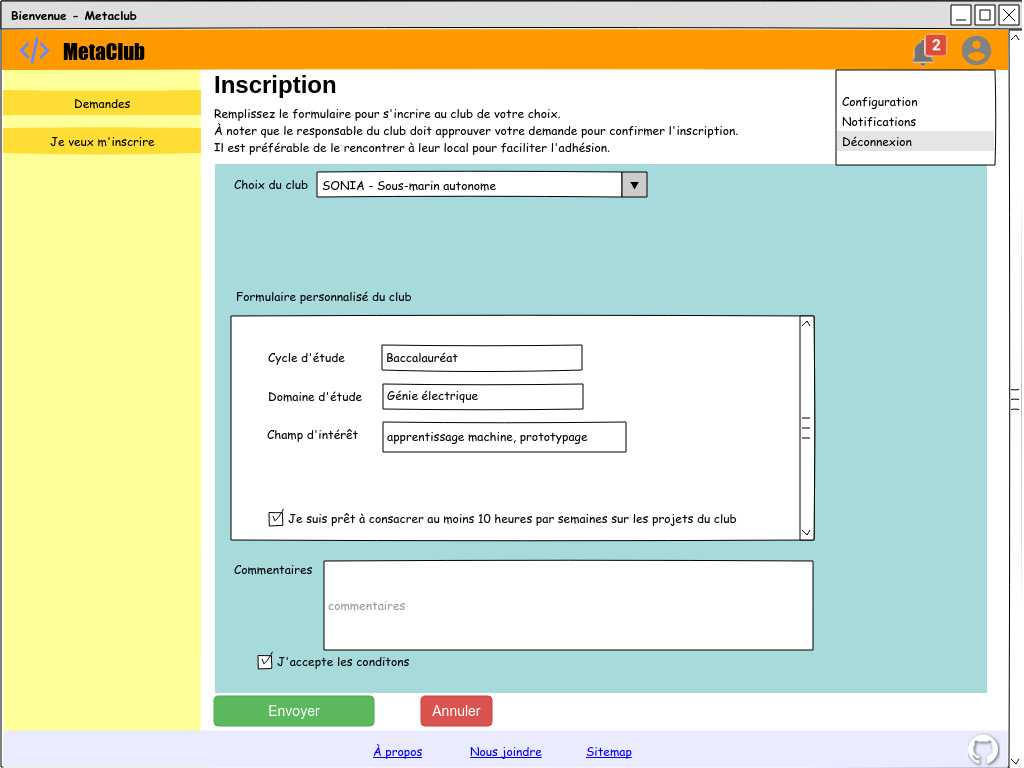 Bienvenue - Metaclub
</> MetaClub
2
Demandes
Je veux m'inscrire
Inscription
Remplissez le formulaire pour s'incrire au club de votre choix.
À noter que le responsable du club doit approuver votre demande pour confirmer l'inscription.
Il est préférable de le rencontrer à leur local pour faciliter l'adhésion.
Configuration
Notifications
Déconnexion
Choix du club SONIA - Sous-marin autonome
Formulaire personnalisé du club
Cycle d'étude Baccalauréat
Domaine d'étude Génie électrique
Champ d'intérêt apprentissage machine, prototypage
Je suis prêt à consacrer au moins 10 heures par semaines sur les projets du club
Commentaires
commentaires
J'accepte les conditons
Envoyer Annuler
À propos Nous joindre Sitemap